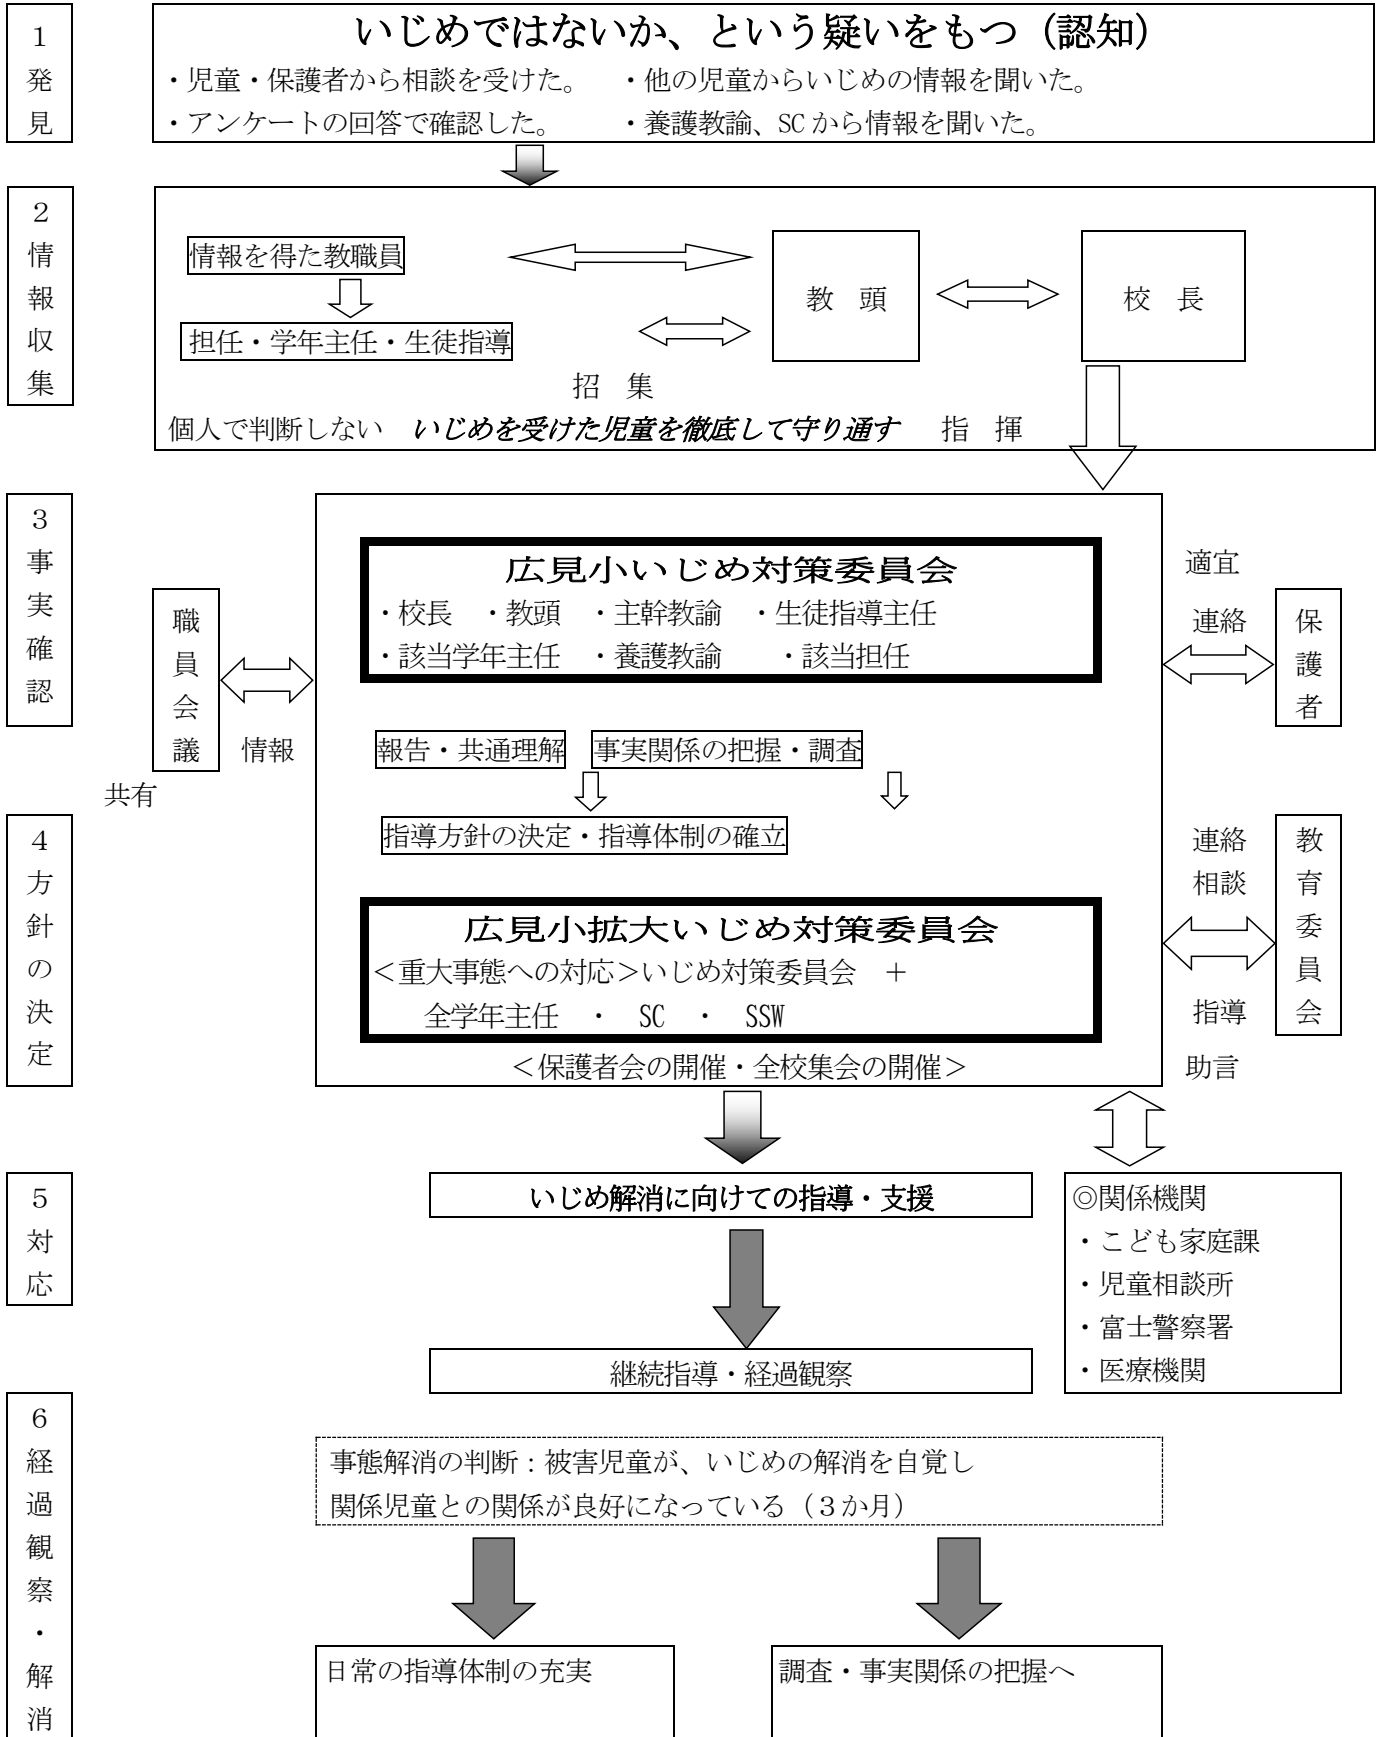 1
発
見
いじめではないか、という疑いをもつ（認知）
・児童・保護者から相談を受けた。　・他の児童からいじめの情報を聞いた。
・アンケートの回答で確認した。　　・養護教諭、SCから情報を聞いた。
2
情
報
収
集
情報を得た教職員
担任・学年主任・生徒指導
教　頭
校　長
招　集
個人で判断しない　いじめを受けた児童を徹底して守り通す　指　揮
3
事
実
確
認
職
員
会
議
情報
共有
広見小いじめ対策委員会
・校長　・教頭　・主幹教諭　・生徒指導主任
・該当学年主任　・養護教諭　　・該当担任
適宜
連絡
保
護
者
報告・共通理解
事実関係の把握・調査
指導方針の決定・指導体制の確立
4
方
針
の
決
定
広見小拡大いじめ対策委員会
＜重大事態への対応＞いじめ対策委員会　＋
全学年主任　・　SC　・　SSW
＜保護者会の開催・全校集会の開催＞
連絡
相談
指導
助言
教
育
委
員
会
5
対
応
いじめ解消に向けての指導・支援
継続指導・経過観察
◎関係機関
・こども家庭課
・児童相談所
・富士警察署
・医療機関
6
経
過
観
察
・
解
消
事態解消の判断：被害児童が、いじめの解消を自覚し
関係児童との関係が良好になっている（３か月）
日常の指導体制の充実
調査・事実関係の把握へ